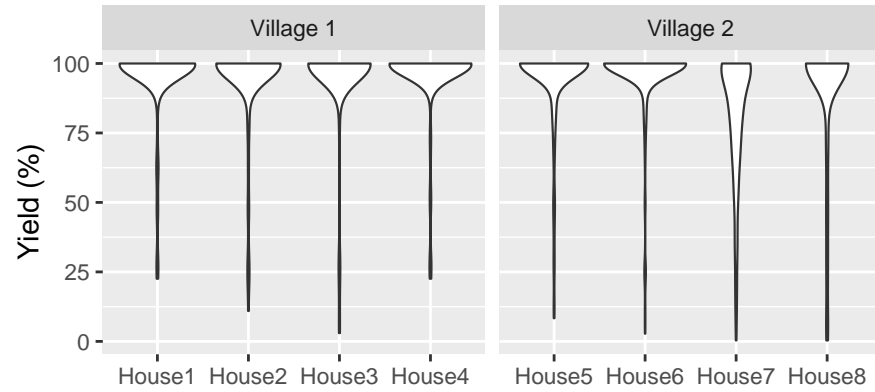 Village 1
Village 2
Yield (%)
100
75
50
25
0
House1 House2 House3 House4
House5 House6 House7 House8